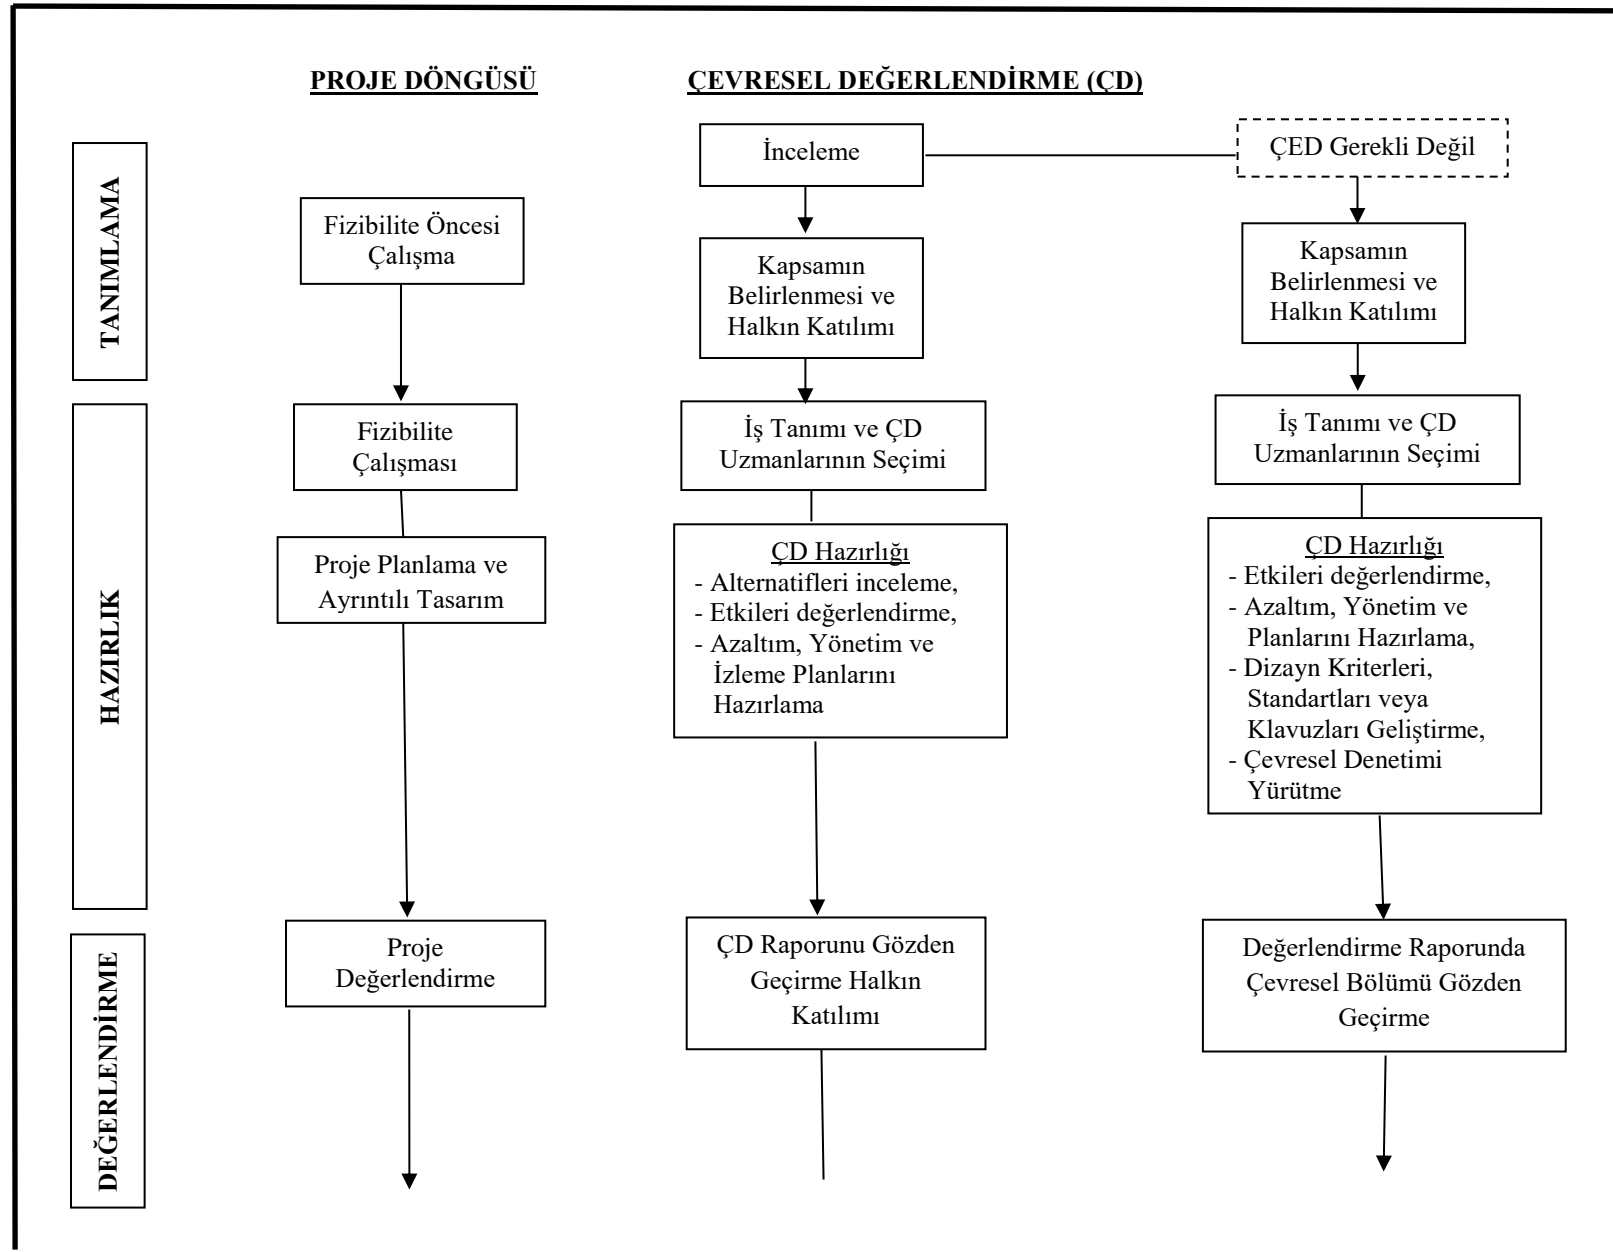 PROJE DÖNGÜSÜ
ÇEVRESEL DEĞERLENDİRME (ÇD)
TANIMLAMA
Fizibilite Öncesi
Çalışma
İnceleme
ÇED Gerekli Değil
Kapsamın
Belirlenmesi ve
Halkın Katılımı
Kapsamın
Belirlenmesi ve
Halkın Katılımı
HAZIRLIK
Fizibilite
Çalışması
İş Tanımı ve ÇD
Uzmanlarının Seçimi
İş Tanımı ve ÇD
Uzmanlarının Seçimi
Proje Planlama ve
Ayrıntılı Tasarım
ÇD Hazırlığı
- Alternatifleri inceleme,
- Etkileri değerlendirme,
- Azaltım, Yönetim ve
İzleme Planlarını
Hazırlama
ÇD Hazırlığı
- Etkileri değerlendirme,
- Azaltım, Yönetim ve
Planlarını Hazırlama,
- Dizayn Kriterleri,
Standartları veya
Klavuzları Geliştirme,
- Çevresel Denetimi
Yürütme
DEĞERLENDİRME
Proje
Değerlendirme
ÇD Raporunu Gözden
Geçirme Halkın
Katılımı
Değerlendirme Raporunda
Çevresel Bölümü Gözden
Geçirme